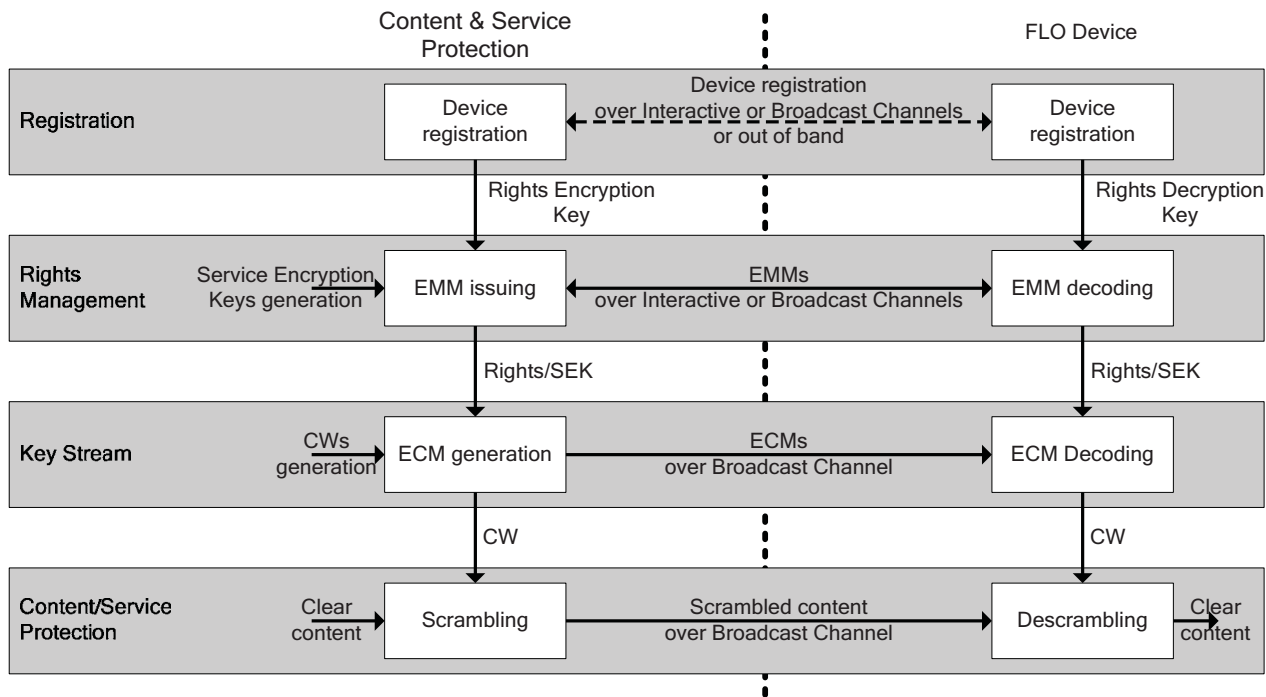 Content & Service
Protection
FLO Device
Registration
Device
registration
Device registration
over Interactive or Broadcast Channels
or out of band
Device
registration
Rights Encryption
Key
Rights Decryption
Key
Rights
Management
Service Encryption
Keys generation
EMM issuing
EMMs
over Interactive or Broadcast Channels
EMM decoding
Rights/SEK
Rights/SEK
Key Stream
CWs
generation
ECM generation
ECMs
over Broadcast Channel
ECM Decoding
CW
CW
Content/Service
Protection
Clear
content
Scrambling
Scrambled content
over Broadcast Channel
Descrambling
Clear
content